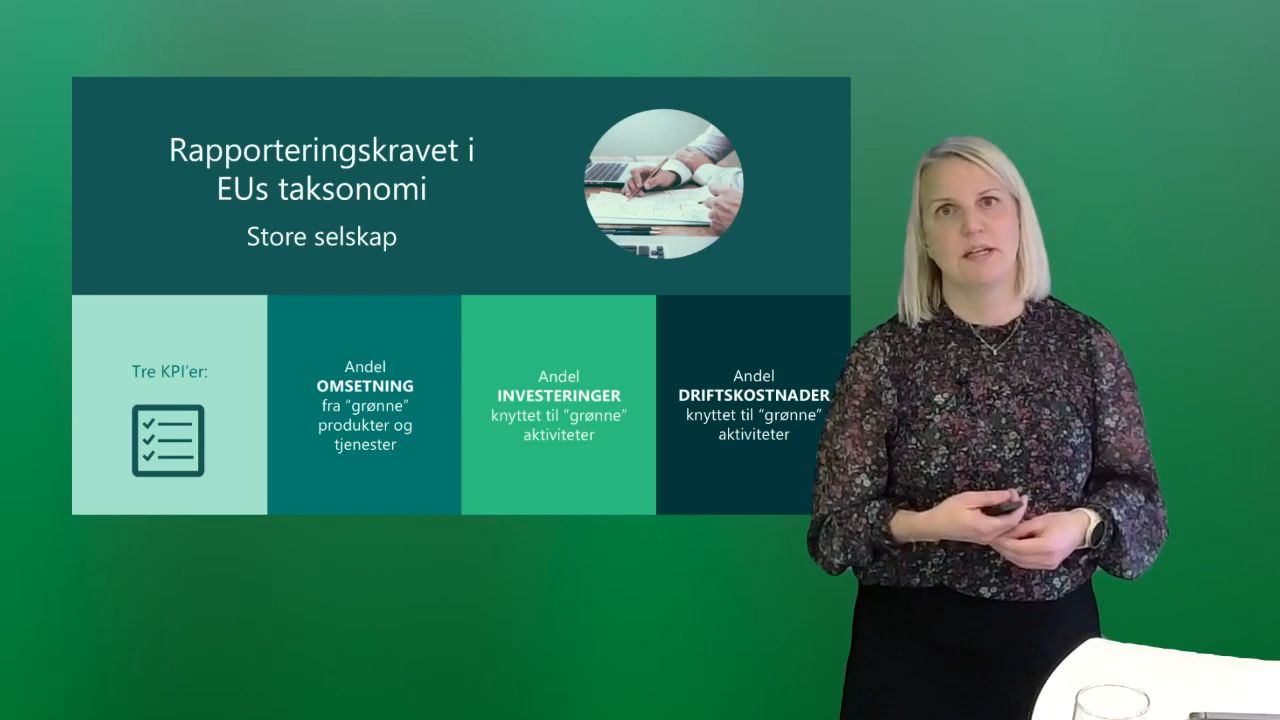 Rapporteringskravet i
EUs taksonomi
Store selskap
Tre KPI'er:
Andel
OMSETNING
fra "grønne"
produkter og
tjenester
Andel
INVESTERINGER
knyttet til "grønne"
aktiviteter
Andel
DRIFTSKOSTNADER
knyttet til "grønne"
aktiviteter